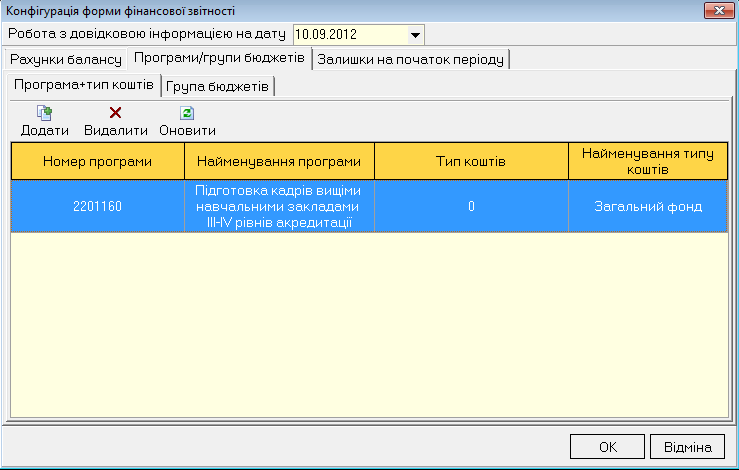 Конфігурація форми фінансової звітності
Робота з довідковою інформацією на дату 10.09.2012
Рахунки балансу Програми/групи бюджетів Залишки на початок періоду
Програма+тип коштів Група бюджетів
Додати Видалити Оновити
Номер програми Найменування програми Тип коштів Найменування типу коштів
2201160 Підготовка кадрів вищіми навчальними закладами III-IV рівнів акредитації 0 Загальний фонд
OK Відміна